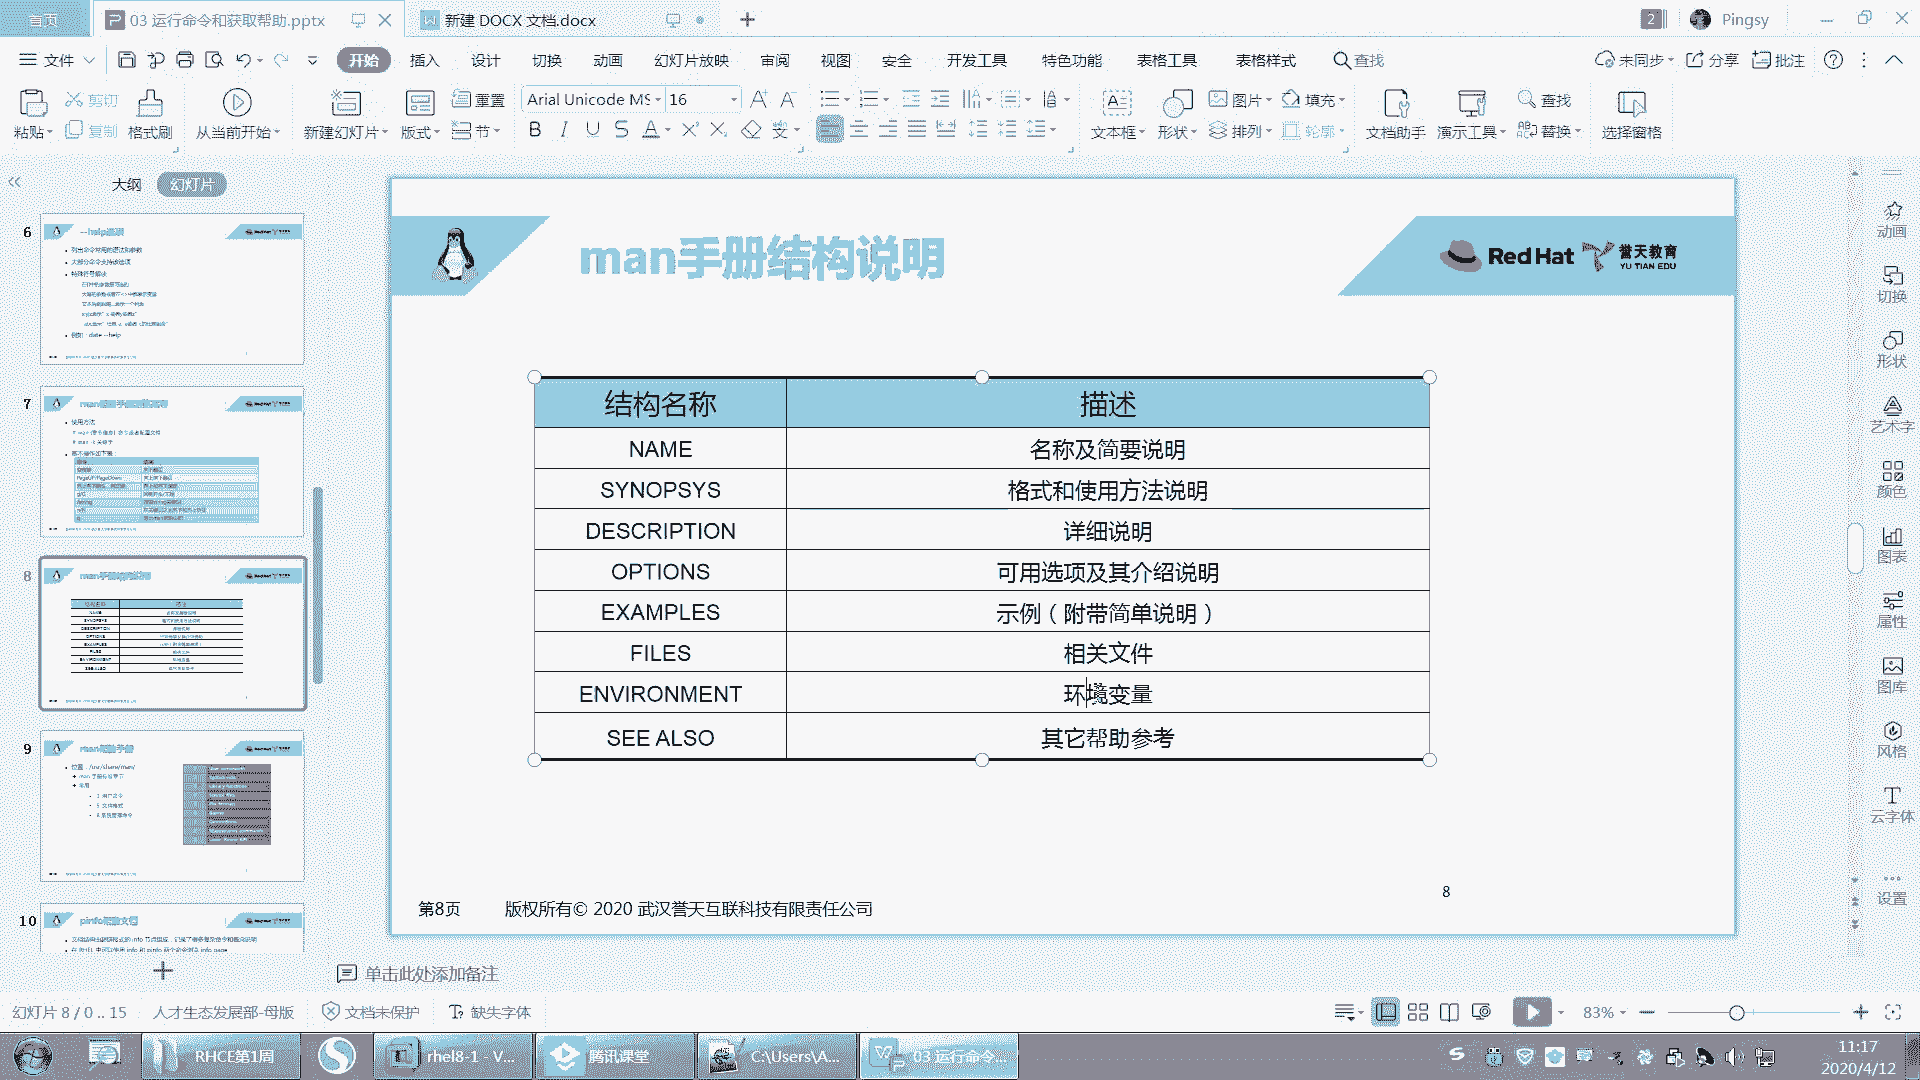 首页
03 运行命令和获取帮助.pptx
新建 DOCX 文档.docx
2
Pingsy
文件
开始
插入
设计
切换
动画
幻灯片放映
审阅
视图
安全
开发工具
特色功能
表格工具
表格样式
查找
未同步
分享
批注
粘贴
剪切
复制
格式刷
从当前开始
新建幻灯片
版式
重置
节
Arial Unicode MS
16
文本框
形状
图片
排列
填充
轮廓
文档助手
演示工具
查找
替换
选择窗格
大纲
幻灯片
6
--help选项
例如：date --help
7
8
man手册结构说明
9
man帮助手册
位置：/usr/share/man/
10
pinfo帮助文档
man手册结构说明
Red Hat
誉天教育
YU TIAN EDU
结构名称 描述
NAME 名称及简要说明
SYNOPSYS 格式和使用方法说明
DESCRIPTION 详细说明
OPTIONS 可用选项及其介绍说明
EXAMPLES 示例（附带简单说明）
FILES 相关文件
ENVIRONMENT 环境变量
SEE ALSO 其它帮助参考
8
第8页
版权所有© 2020 武汉誉天互联科技有限责任公司
动画
切换
形状
艺术字
颜色
图表
属性
图库
风格
云字体
设置
单击此处添加备注
幻灯片 8 / 0 .. 15
人才生态发展部-母版
文档未保护
缺失字体
83%
RHCE第1周
rhel8-1 - V...
腾讯课堂
C:\Users\A...
03 运行命令...
11:17
2020/4/12